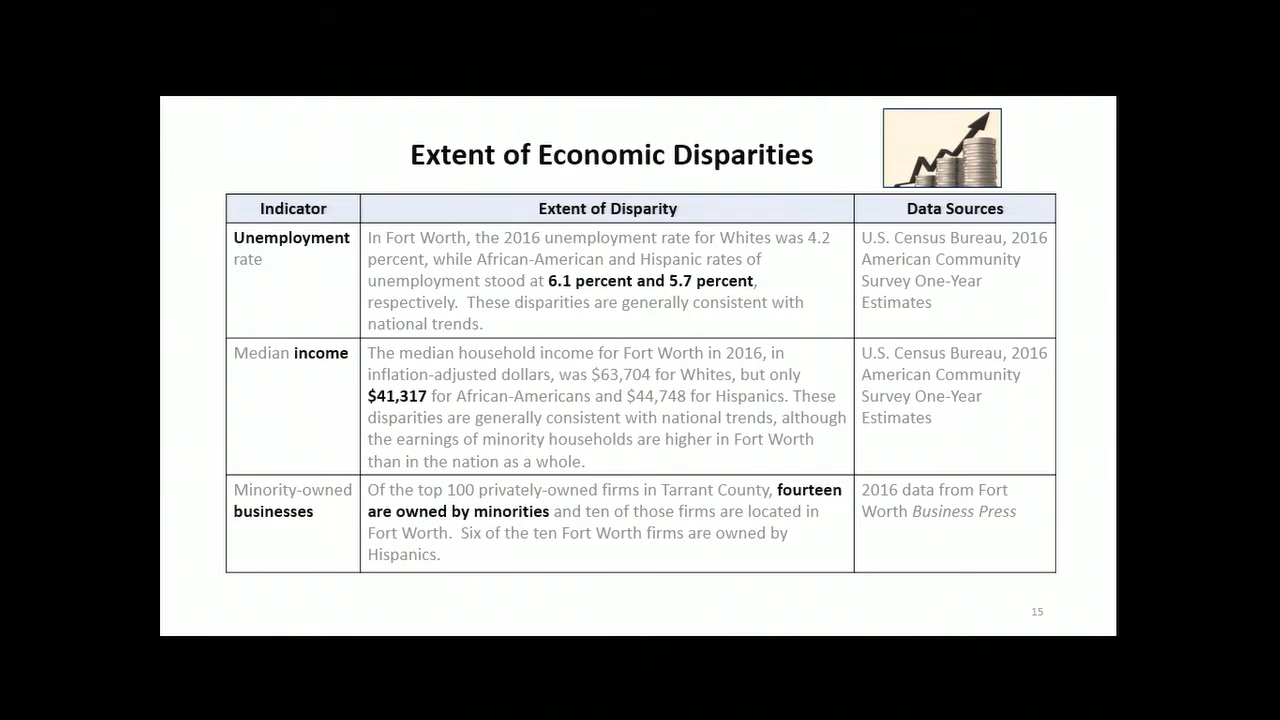 Extent of Economic Disparities
Indicator
Extent of Disparity
Data Sources
Unemployment
rate
In Fort Worth, the 2016 unemployment rate for Whites was 4.2
percent, while African-American and Hispanic rates of
unemployment stood at 6.1 percent and 5.7 percent,
respectively.  These disparities are generally consistent with
national trends.
U.S. Census Bureau, 2016
American Community
Survey One-Year
Estimates
Median income
The median household income for Fort Worth in 2016, in
inflation-adjusted dollars, was $63,704 for Whites, but only
$41,317 for African-Americans and $44,748 for Hispanics. These
disparities are generally consistent with national trends, although
the earnings of minority households are higher in Fort Worth
than in the nation as a whole.
U.S. Census Bureau, 2016
American Community
Survey One-Year
Estimates
Minority-owned
businesses
Of the top 100 privately-owned firms in Tarrant County, fourteen
are owned by minorities and ten of those firms are located in
Fort Worth.  Six of the ten Fort Worth firms are owned by
Hispanics.
2016 data from Fort
Worth Business Press
15